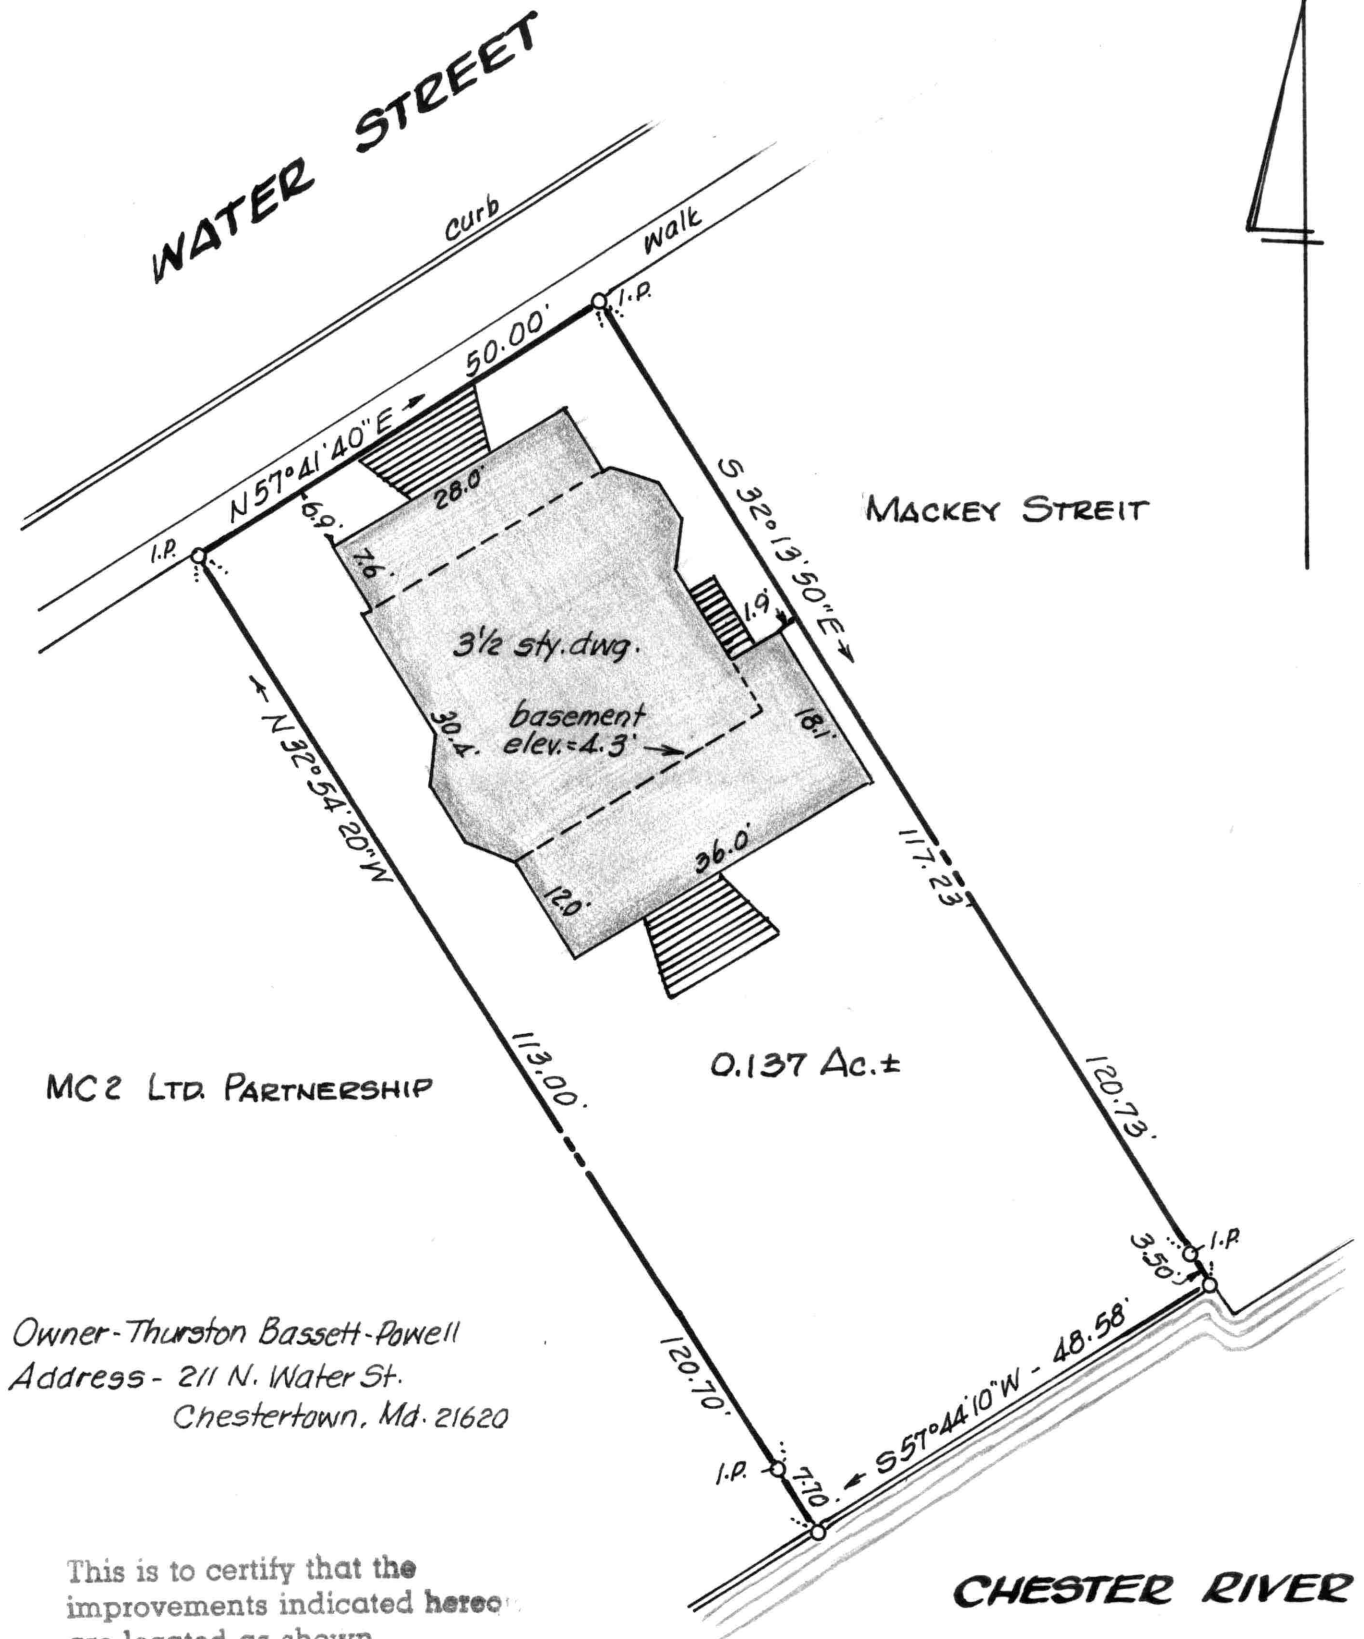 WATER STREET
curb
walk
I.P.
50.00'
N 57°41'40" E
I.P.
6.9'
28.0'
7.6'
S 32°13'50" E
MACKEY STREIT
1.9'
3½ sty. dwg.
basement
elev. = 4.3'
30.4'
18.1'
N 32°54'20" W
36.0'
12.0'
117.23'
113.00'
0.137 Ac.±
MC2 LTD. PARTNERSHIP
120.73'
I.P.
3.50'
Owner - Thurston Bassett-Powell
Address - 211 N. Water St.
Chestertown, Md. 21620
120.70'
S 57°44'10" W - 48.58'
I.P.
7.70'
This is to certify that the
improvements indicated hereo
are located as shown
CHESTER RIVER